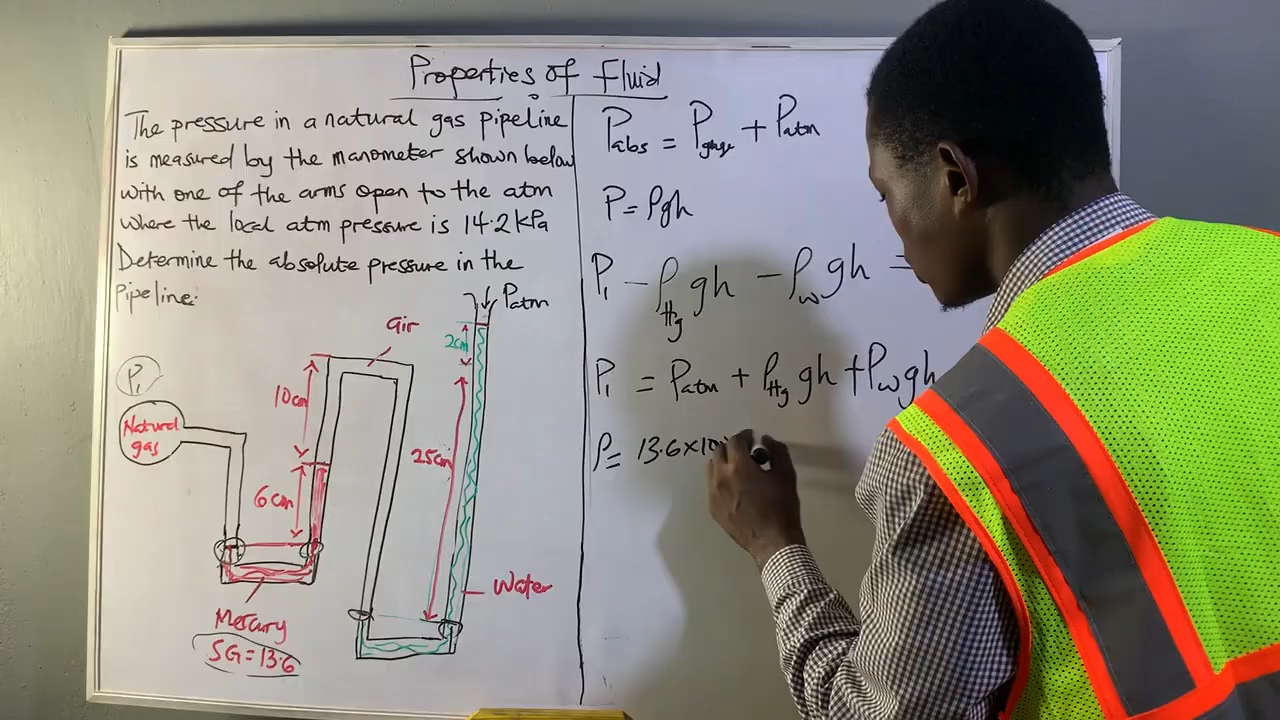 Properties of Fluid
The pressure in a natural gas pipeline
is measured by the manometer shown below
with one of the arms open to the atm
where the local atm pressure is 14.2 kPa
Determine the absolute pressure in the
pipeline.
Patm
2cm
air
10cm
P₁
Natural
gas
25cm
6cm
Water
Mercury
SG = 13.6
Pabs = Pgage + Patm
P = ρgh
P₁ - ρHg gh - ρw gh =
P₁ = Patm + ρHg gh + ρw gh
ρ = 13.6×10